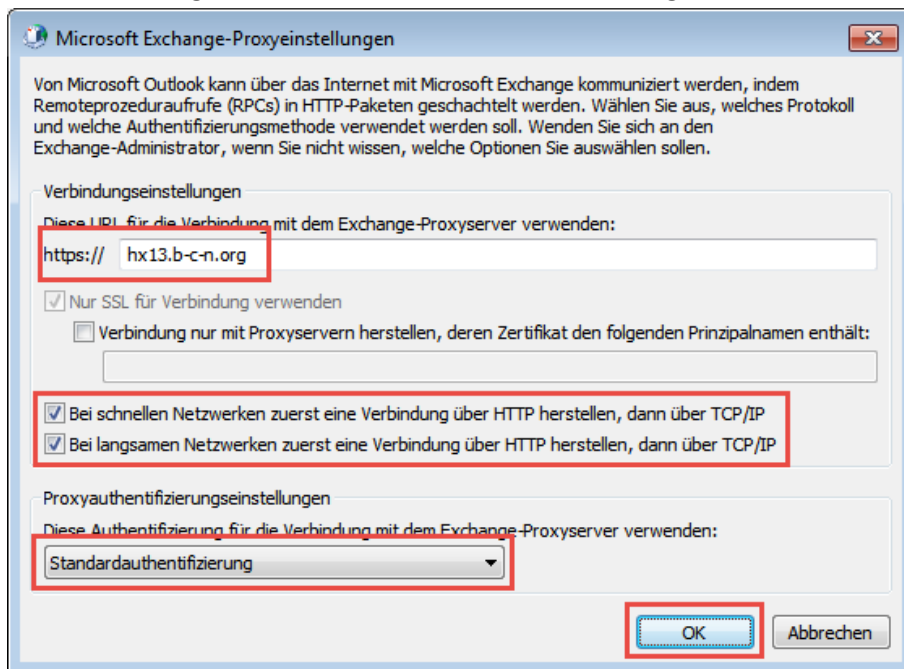 Microsoft Exchange-Proxyeinstellungen
Von Microsoft Outlook kann über das Internet mit Microsoft Exchange kommuniziert werden, indem
Remoteprozeduraufrufe (RPCs) in HTTP-Paketen geschachtelt werden. Wählen Sie aus, welches Protokoll
und welche Authentifizierungsmethode verwendet werden soll. Wenden Sie sich an den
Exchange-Administrator, wenn Sie nicht wissen, welche Optionen Sie auswählen sollen.
Verbindungseinstellungen
Diese URL für die Verbindung mit dem Exchange-Proxyserver verwenden:
https:// hx13.b-c-n.org
Nur SSL für Verbindung verwenden
Verbindung nur mit Proxyservern herstellen, deren Zertifikat den folgenden Prinzipalnamen enthält:
Bei schnellen Netzwerken zuerst eine Verbindung über HTTP herstellen, dann über TCP/IP
Bei langsamen Netzwerken zuerst eine Verbindung über HTTP herstellen, dann über TCP/IP
Proxyauthentifizierungseinstellungen
Diese Authentifizierung für die Verbindung mit dem Exchange-Proxyserver verwenden:
Standardauthentifizierung
OK Abbrechen